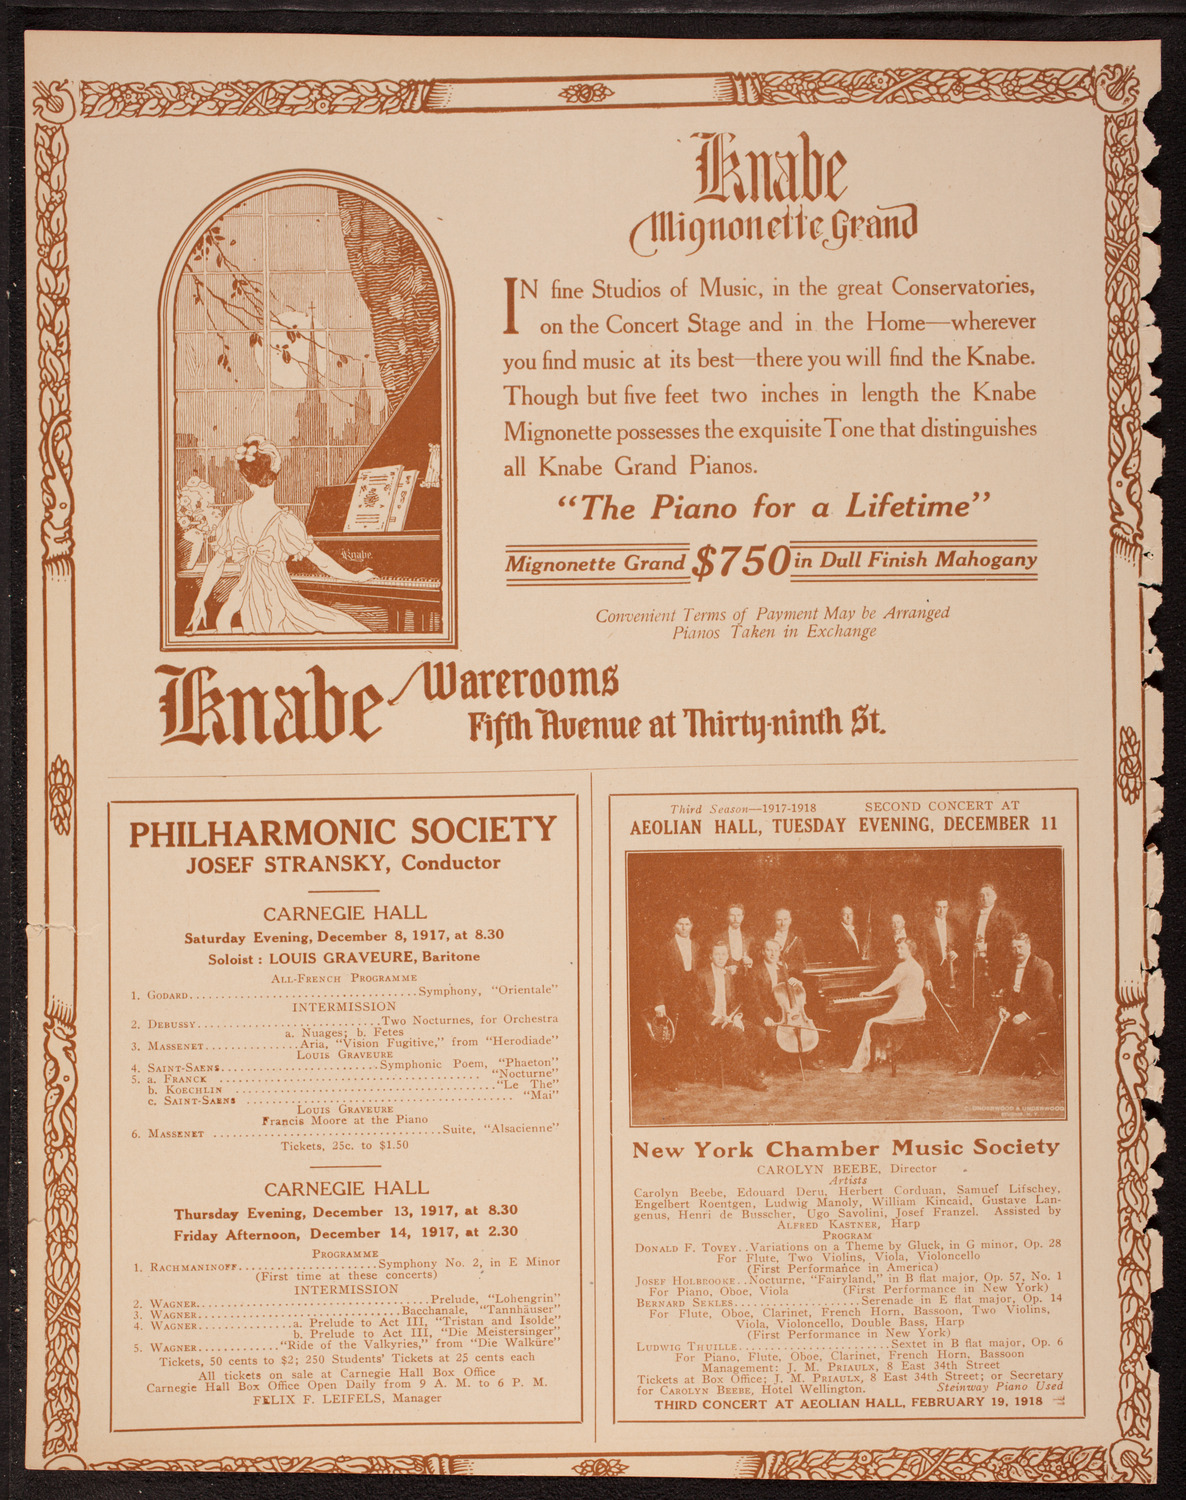 Knabe
Mignonette Grand
IN fine Studios of Music, in the great Conservatories,
on the Concert Stage and in the Home—wherever
you find music at its best—there you will find the Knabe.
Though but five feet two inches in length the Knabe
Mignonette possesses the exquisite Tone that distinguishes
all Knabe Grand Pianos.
"The Piano for a Lifetime"
Mignonette Grand $750 in Dull Finish Mahogany
Convenient Terms of Payment May be Arranged
Pianos Taken in Exchange
Knabe
Knabe Warerooms
Fifth Avenue at Thirty-ninth St.
PHILHARMONIC SOCIETY
JOSEF STRANSKY, Conductor
CARNEGIE HALL
Saturday Evening, December 8, 1917, at 8.30
Soloist: LOUIS GRAVEURE, Baritone
ALL-FRENCH PROGRAMME
1. GODARD................................Symphony, "Orientale"
INTERMISSION
2. DEBUSSY..........................Two Nocturnes, for Orchestra
a. Nuages; b. Fetes
3. MASSENET..............Aria, "Vision Fugitive," from "Herodiade"
LOUIS GRAVEURE
4. SAINT-SAENS......................Symphonic Poem, "Phaeton"
5. a. FRANCK ...................................... "Nocturne"
b. KOECHLIN ......................................"Le The"
c. SAINT-SAENS ...................................... "Mai"
LOUIS GRAVEURE
Francis Moore at the Piano
6. MASSENET ................................Suite, "Alsacienne"
Tickets, 25c. to $1.50
CARNEGIE HALL
Thursday Evening, December 13, 1917, at 8.30
Friday Afternoon, December 14, 1917, at 2.30
PROGRAMME
1. RACHMANINOFF....................Symphony No. 2, in E Minor
(First time at these concerts)
INTERMISSION
2. WAGNER................................Prelude, "Lohengrin"
3. WAGNER............................Bacchanale, "Tannhäuser"
4. WAGNER.............a. Prelude to Act III, "Tristan and Isolde"
b. Prelude to Act III, "Die Meistersinger"
5. WAGNER............"Ride of the Valkyries," from "Die Walküre"
Tickets, 50 cents to $2; 250 Students' Tickets at 25 cents each
All tickets on sale at Carnegie Hall Box Office
Carnegie Hall Box Office Open Daily from 9 A. M. to 6 P. M.
FELIX F. LEIFELS, Manager
Third Season—1917-1918 SECOND CONCERT AT
AEOLIAN HALL, TUESDAY EVENING, DECEMBER 11
UNDERWOOD & UNDERWOOD
New York Chamber Music Society
CAROLYN BEEBE, Director
Artists
Carolyn Beebe, Edouard Deru, Herbert Corduan, Samuel Lifschey,
Engelbert Roentgen, Ludwig Manoly, William Kincaid, Gustave Lan-
genus, Henri de Busscher, Ugo Savolini, Josef Franzel. Assisted by
ALFRED KASTNER, Harp
PROGRAM
DONALD F. TOVEY..Variations on a Theme by Gluck, in G minor, Op. 28
For Flute, Two Violins, Viola, Violoncello
(First Performance in America)
JOSEF HOLBROOKE..Nocturne, "Fairyland," in B flat major, Op. 57, No. 1
For Piano, Oboe, Viola (First Performance in New York)
BERNARD SEKLES....................Serenade in E flat major, Op. 14
For Flute, Oboe, Clarinet, French Horn, Bassoon, Two Violins,
Viola, Violoncello, Double Bass, Harp
(First Performance in New York)
LUDWIG THUILLE........................Sextet in B flat major, Op. 6
For Piano, Flute, Oboe, Clarinet, French Horn, Bassoon
Management: J. M. PRIAULX, 8 East 34th Street
Tickets at Box Office; J. M. PRIAULX, 8 East 34th Street; or Secretary
for CAROLYN BEEBE, Hotel Wellington. Steinway Piano Used
THIRD CONCERT AT AEOLIAN HALL, FEBRUARY 19, 1918